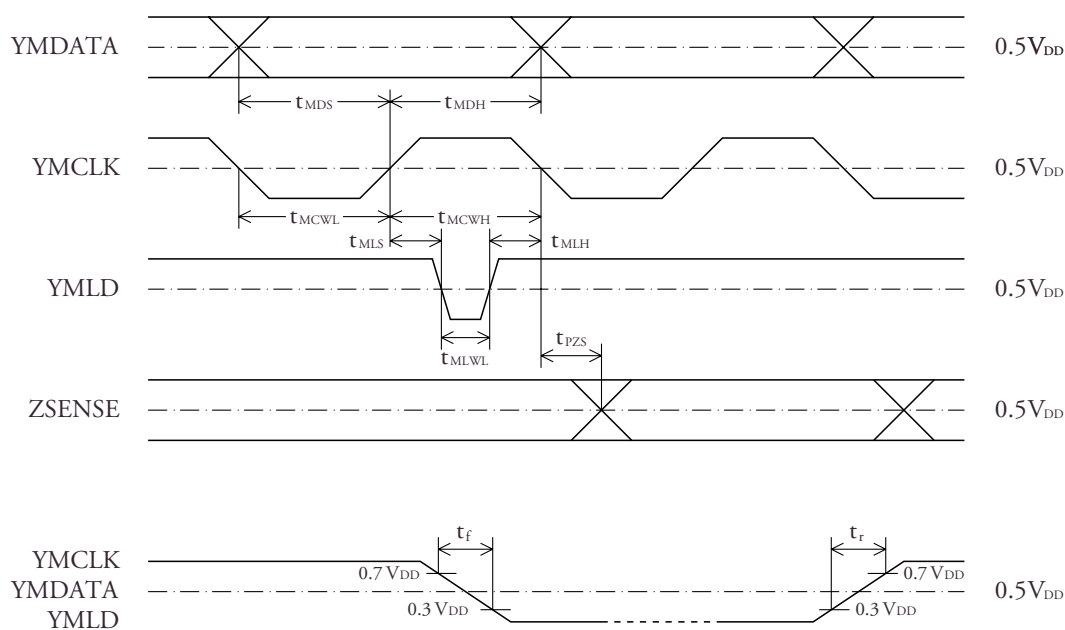 YMDATA 0.5VDD
tMDS tMDH
YMCLK 0.5VDD
tMCWL tMCWH
tMLS tMLH
YMLD 0.5VDD
tPZS
tMLWL
ZSENSE 0.5VDD
tf tr
YMCLK
0.7 VDD 0.7 VDD
YMDATA 0.5VDD
0.3 VDD 0.3 VDD
YMLD